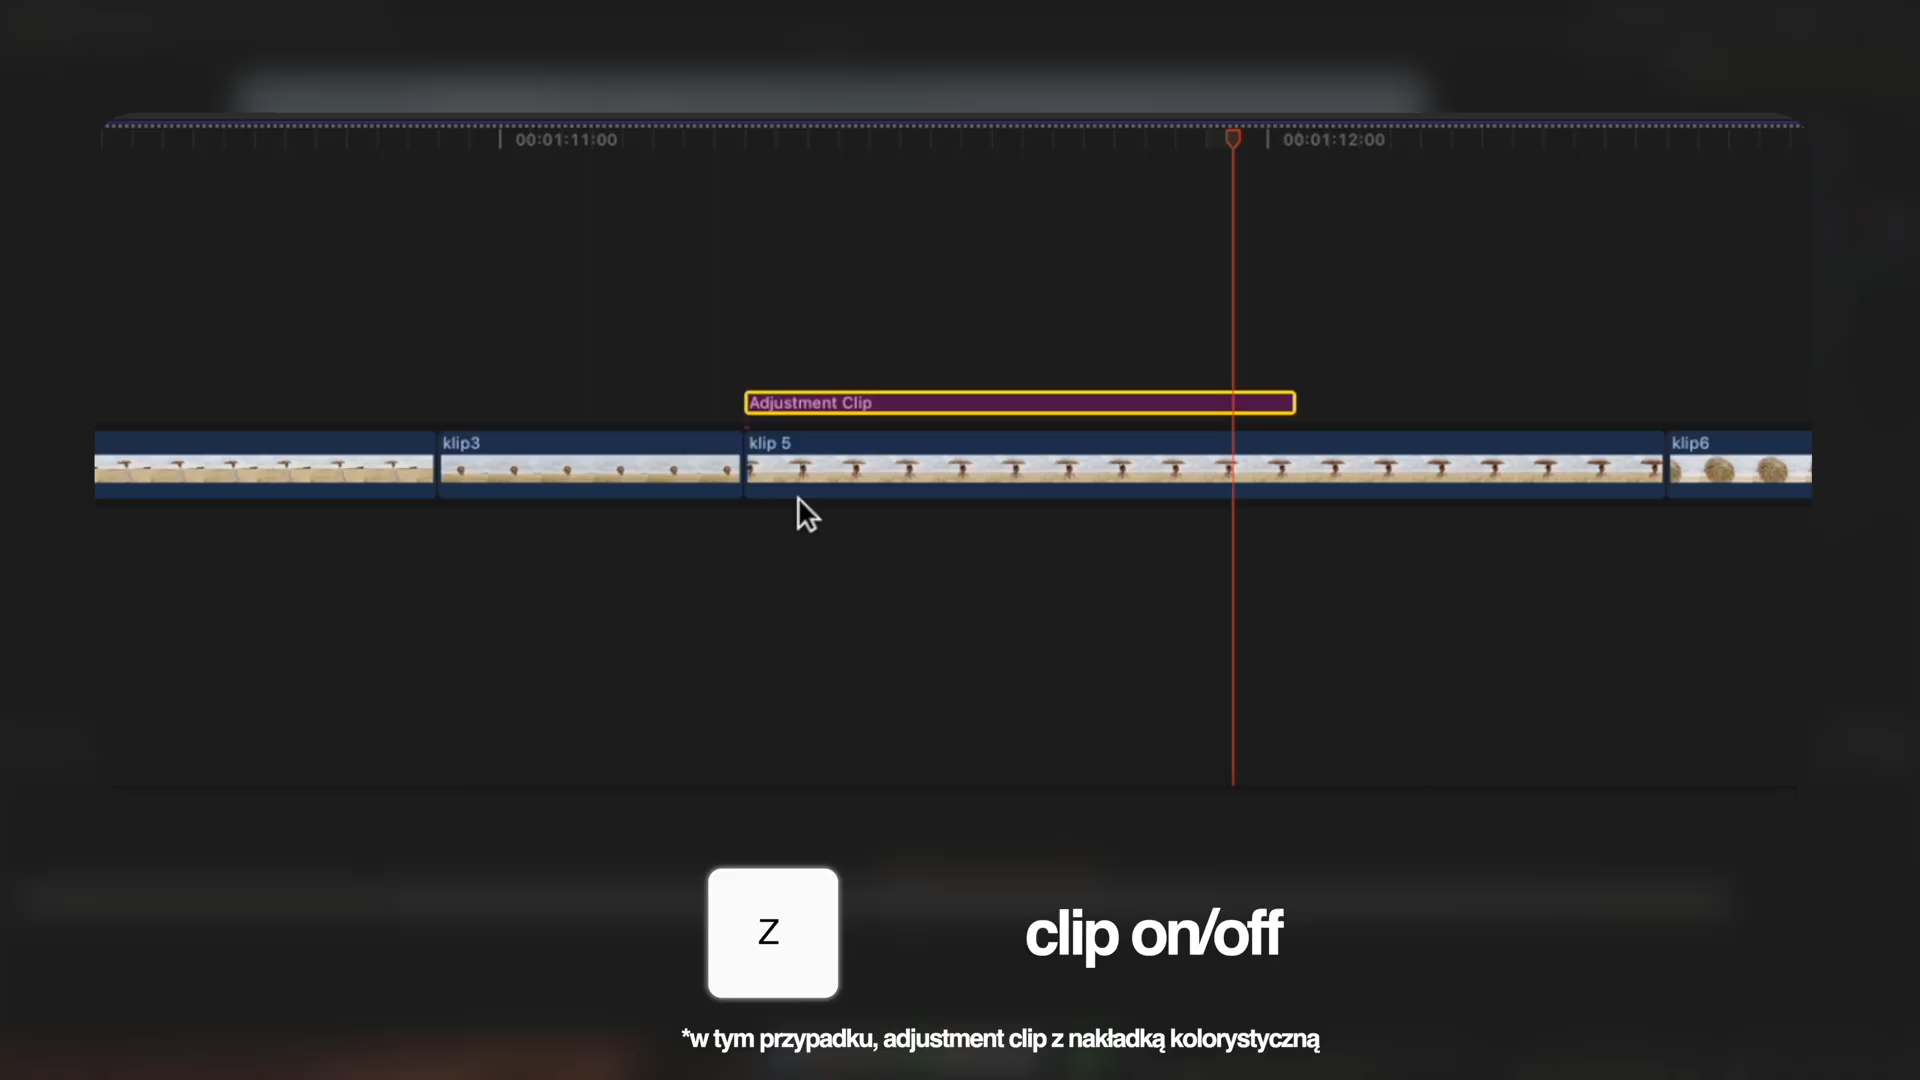 00:01:11:00
00:01:12:00
Adjustment Clip
klip3
klip 5
klip6
Z
clip on/off
*w tym przypadku, adjustment clip z nakładką kolorystyczną